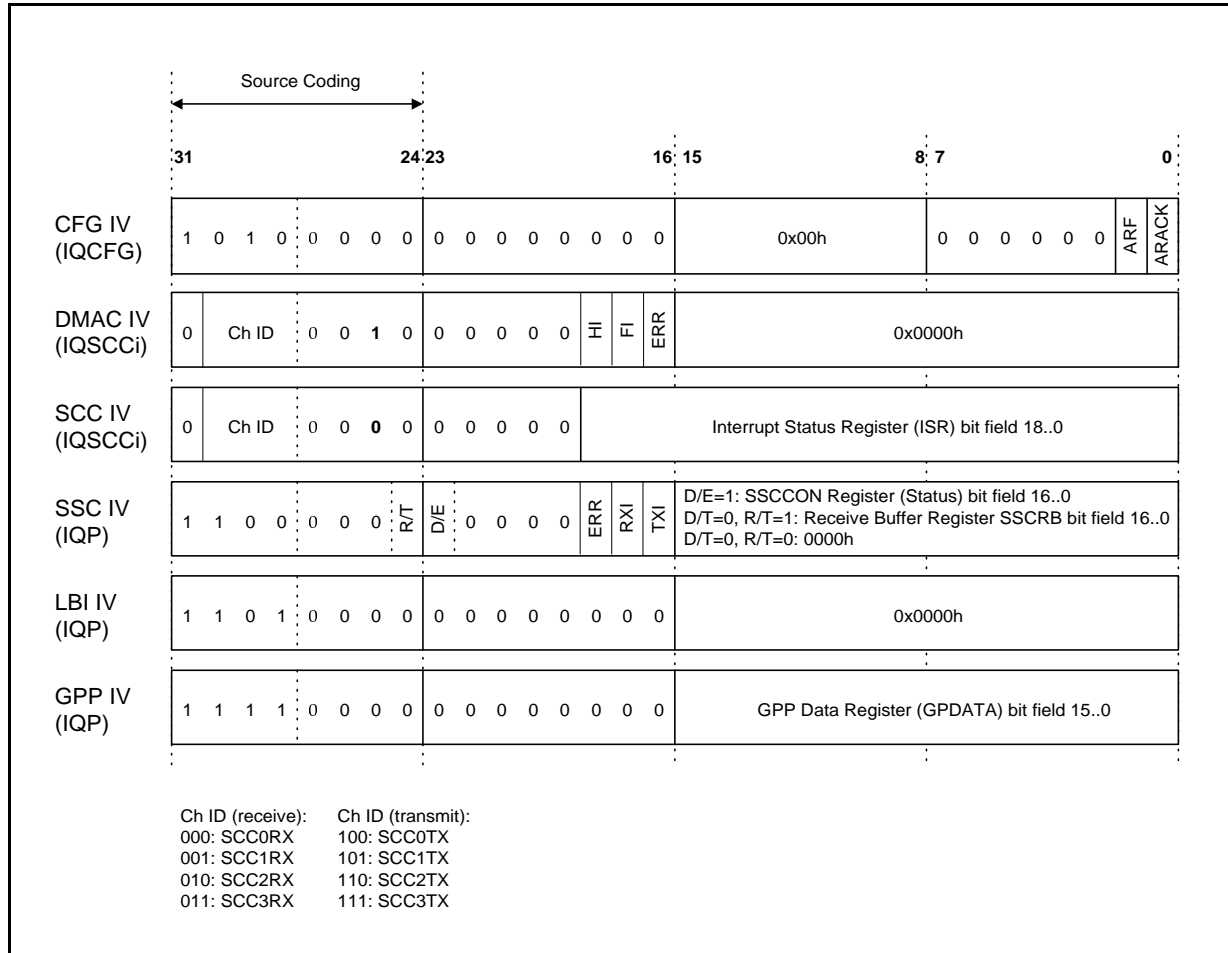 Source Coding
31 24 23 16 15 8 7 0
CFG IV
(IQCFG)
1 0 1 0 0 0 0 0 0 0 0 0 0 0 0 0 0x00h 0 0 0 0 0 0 ARF ARACK
DMAC IV
(IQSCCi)
0 Ch ID 0 0 1 0 0 0 0 0 0 HI FI ERR 0x0000h
SCC IV
(IQSCCi)
0 Ch ID 0 0 0 0 0 0 0 0 0 Interrupt Status Register (ISR) bit field 18..0
SSC IV
(IQP)
1 1 0 0 0 0 0 R/T D/E 0 0 0 0 ERR RXI TXI
D/E=1: SSCCON Register (Status) bit field 16..0
D/T=0, R/T=1: Receive Buffer Register SSCRB bit field 16..0
D/T=0, R/T=0: 0000h
LBI IV
(IQP)
1 1 0 1 0 0 0 0 0 0 0 0 0 0 0 0 0x0000h
GPP IV
(IQP)
1 1 1 1 0 0 0 0 0 0 0 0 0 0 0 0 GPP Data Register (GPDATA) bit field 15..0
Ch ID (receive): Ch ID (transmit):
000: SCC0RX 100: SCC0TX
001: SCC1RX 101: SCC1TX
010: SCC2RX 110: SCC2TX
011: SCC3RX 111: SCC3TX